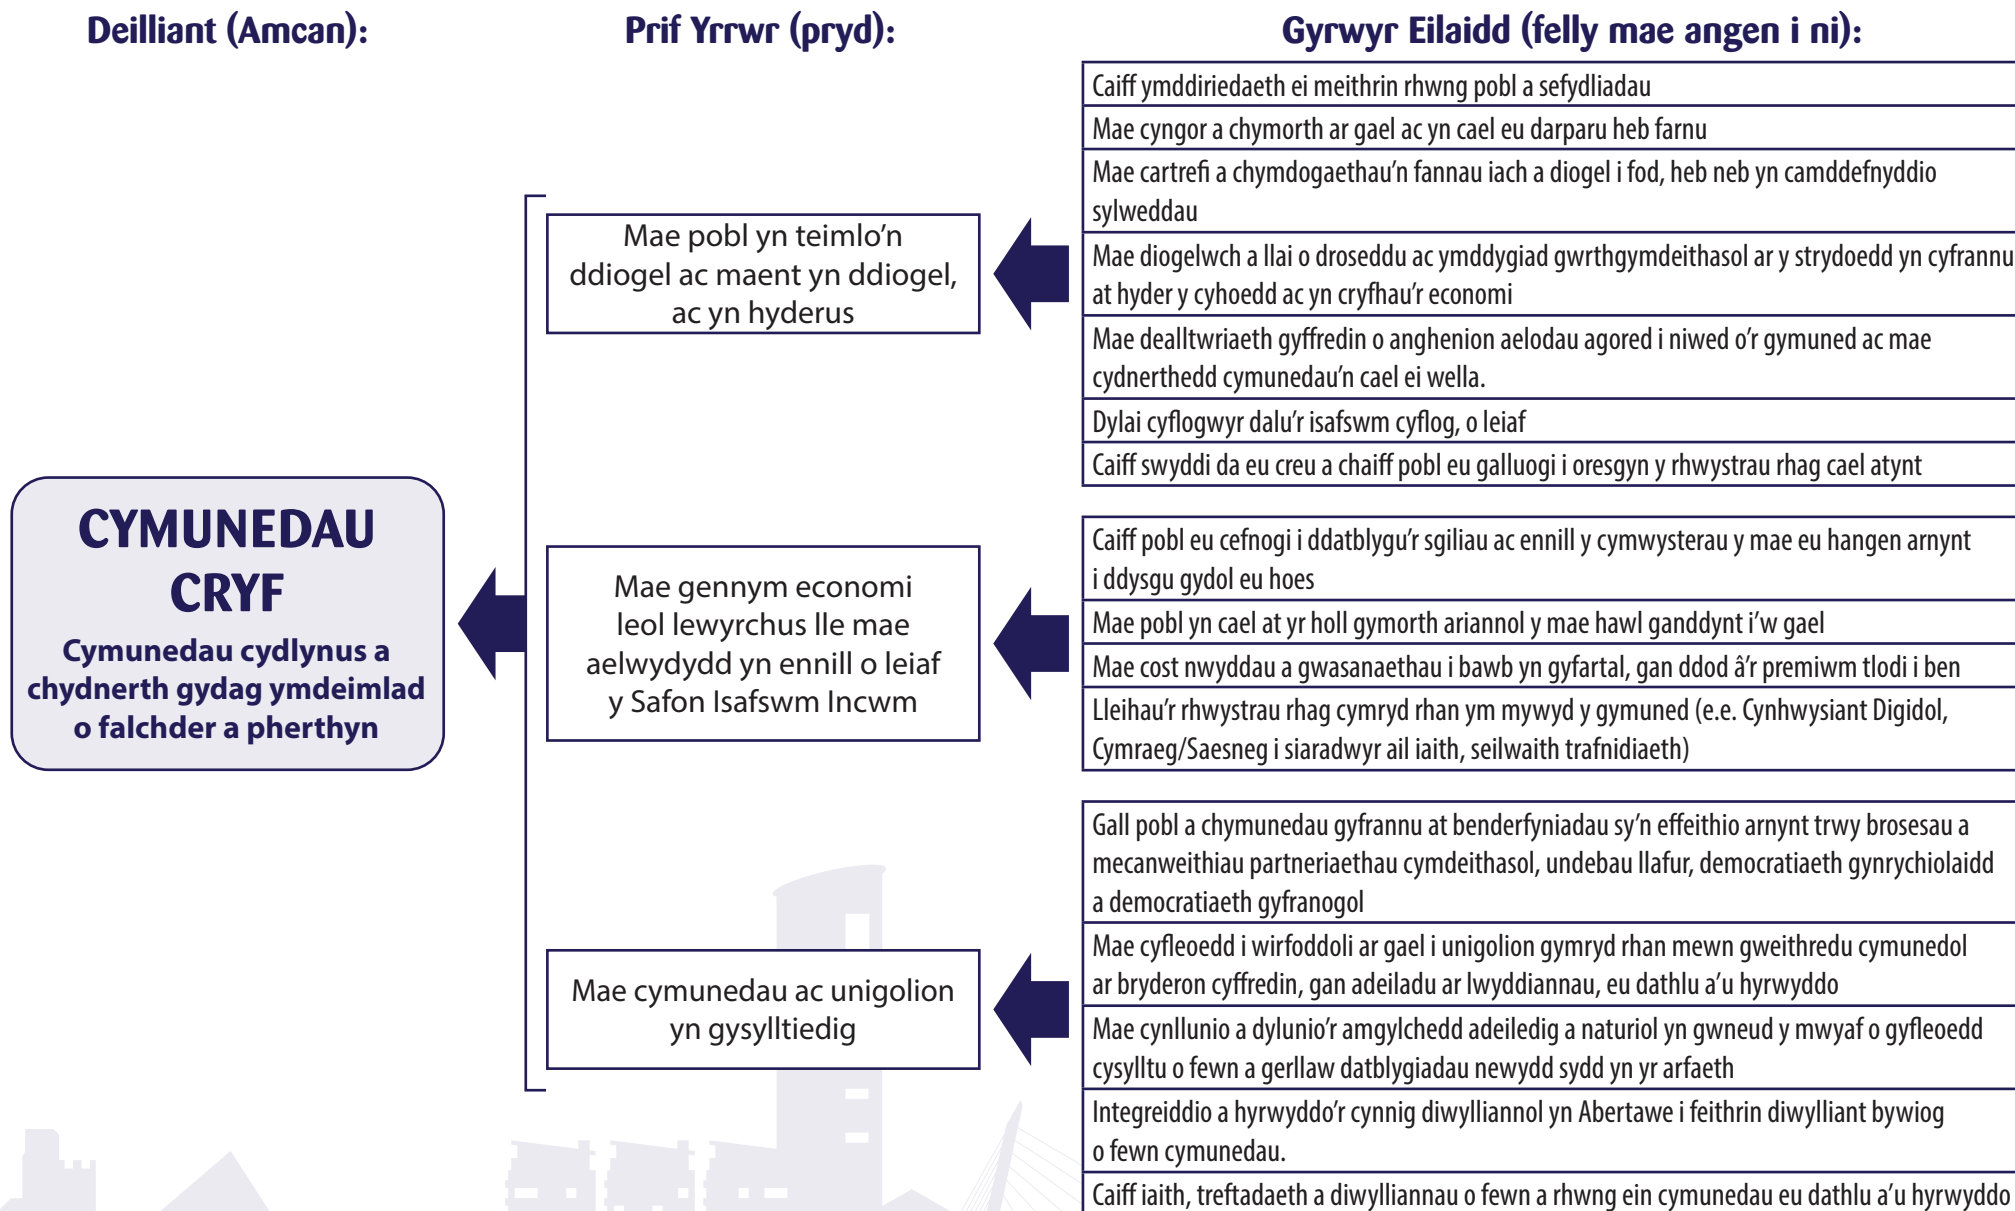 Deilliant (Amcan):
Prif Yrrwr (pryd):
Gyrwyr Eilaidd (felly mae angen i ni):
CYMUNEDAU
CRYF
Cymunedau cydlynus a
chydnerth gydag ymdeimlad
o falchder a pherthyn
Mae pobl yn teimlo’n
ddiogel ac maent yn ddiogel,
ac yn hyderus
Caiff ymddiriedaeth ei meithrin rhwng pobl a sefydliadau
Mae cyngor a chymorth ar gael ac yn cael eu darparu heb farnu
Mae cartrefi a chymdogaethau’n fannau iach a diogel i fod, heb neb yn camddefnyddio
sylweddau
Mae diogelwch a llai o droseddu ac ymddygiad gwrthgymdeithasol ar y strydoedd yn cyfrannu
at hyder y cyhoedd ac yn cryfhau’r economi
Mae dealltwriaeth gyffredin o anghenion aelodau agored i niwed o’r gymuned ac mae
cydnerthedd cymunedau’n cael ei wella.
Dylai cyflogwyr dalu’r isafswm cyflog, o leiaf
Caiff swyddi da eu creu a chaiff pobl eu galluogi i oresgyn y rhwystrau rhag cael atynt
Mae gennym economi
leol lewyrchus lle mae
aelwydydd yn ennill o leiaf
y Safon Isafswm Incwm
Caiff pobl eu cefnogi i ddatblygu’r sgiliau ac ennill y cymwysterau y mae eu hangen arnynt
i ddysgu gydol eu hoes
Mae pobl yn cael at yr holl gymorth ariannol y mae hawl ganddynt i’w gael
Mae cost nwyddau a gwasanaethau i bawb yn gyfartal, gan ddod â’r premiwm tlodi i ben
Lleihau’r rhwystrau rhag cymryd rhan ym mywyd y gymuned (e.e. Cynhwysiant Digidol,
Cymraeg/Saesneg i siaradwyr ail iaith, seilwaith trafnidiaeth)
Mae cymunedau ac unigolion
yn gysylltiedig
Gall pobl a chymunedau gyfrannu at benderfyniadau sy’n effeithio arnynt trwy brosesau a
mecanweithiau partneriaethau cymdeithasol, undebau llafur, democratiaeth gynrychiolaidd
a democratiaeth gyfranogol
Mae cyfleoedd i wirfoddoli ar gael i unigolion gymryd rhan mewn gweithredu cymunedol
ar bryderon cyffredin, gan adeiladu ar lwyddiannau, eu dathlu a’u hyrwyddo
Mae cynllunio a dylunio’r amgylchedd adeiledig a naturiol yn gwneud y mwyaf o gyfleoedd
cysylltu o fewn a gerllaw datblygiadau newydd sydd yn yr arfaeth
Integreiddio a hyrwyddo’r cynnig diwylliannol yn Abertawe i feithrin diwylliant bywiog
o fewn cymunedau.
Caiff iaith, treftadaeth a diwylliannau o fewn a rhwng ein cymunedau eu dathlu a’u hyrwyddo